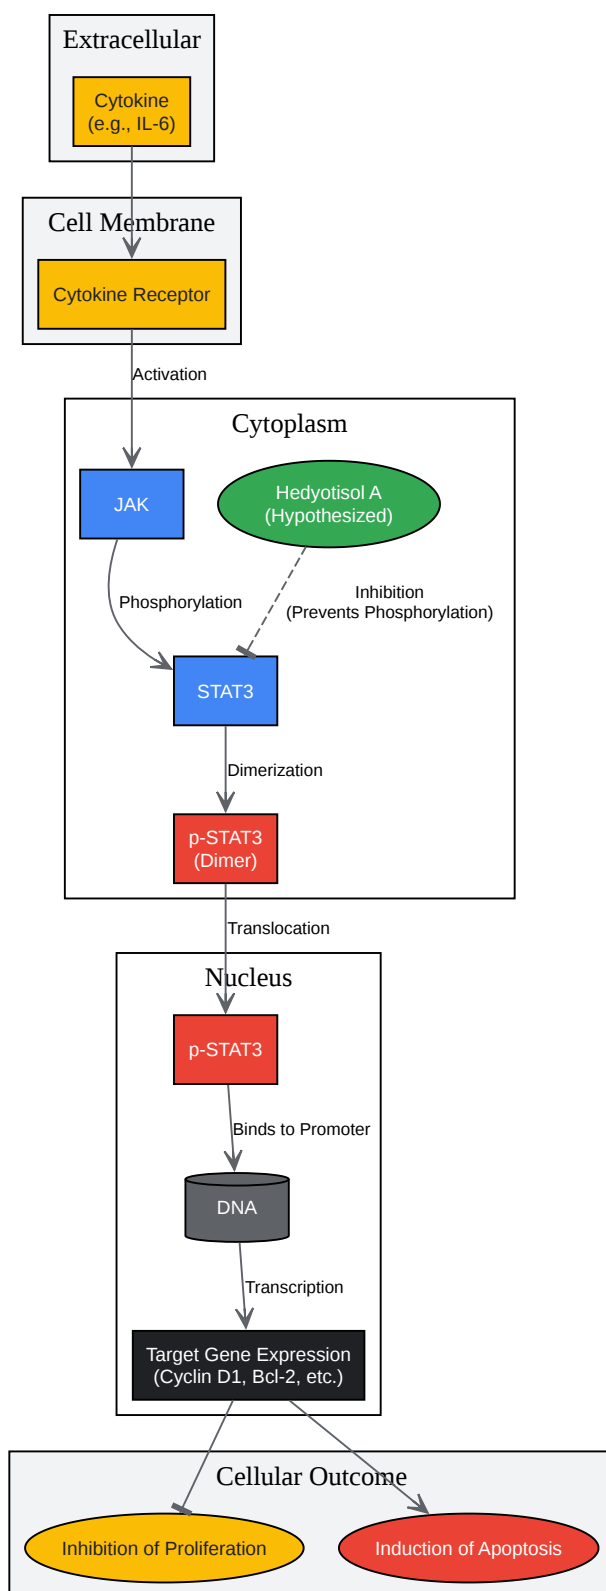 Extracellular
Cytokine
(e.g., IL-6)
Cell Membrane
Cytokine Receptor
Activation
Cytoplasm
JAK
Hedyotisol A
(Hypothesized)
Phosphorylation
Inhibition
(Prevents Phosphorylation)
STAT3
Dimerization
p-STAT3
(Dimer)
Translocation
Nucleus
p-STAT3
Binds to Promoter
DNA
Transcription
Target Gene Expression
(Cyclin D1, Bcl-2, etc.)
Cellular Outcome
Inhibition of Proliferation
Induction of Apoptosis